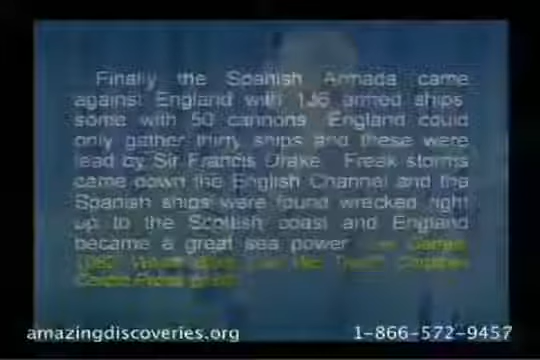 Finally the Spanish Armada came
against England with 136 armed ships
some with 50 cannons England could
only gather thirty ships and these were
lead by Sir Francis Drake Freak storms
came down the English Channel and the
Spanish ships were found wrecked right
up to the Scottish coast and England
became a great sea power
amazingdiscoveries.org 1-866-572-9457